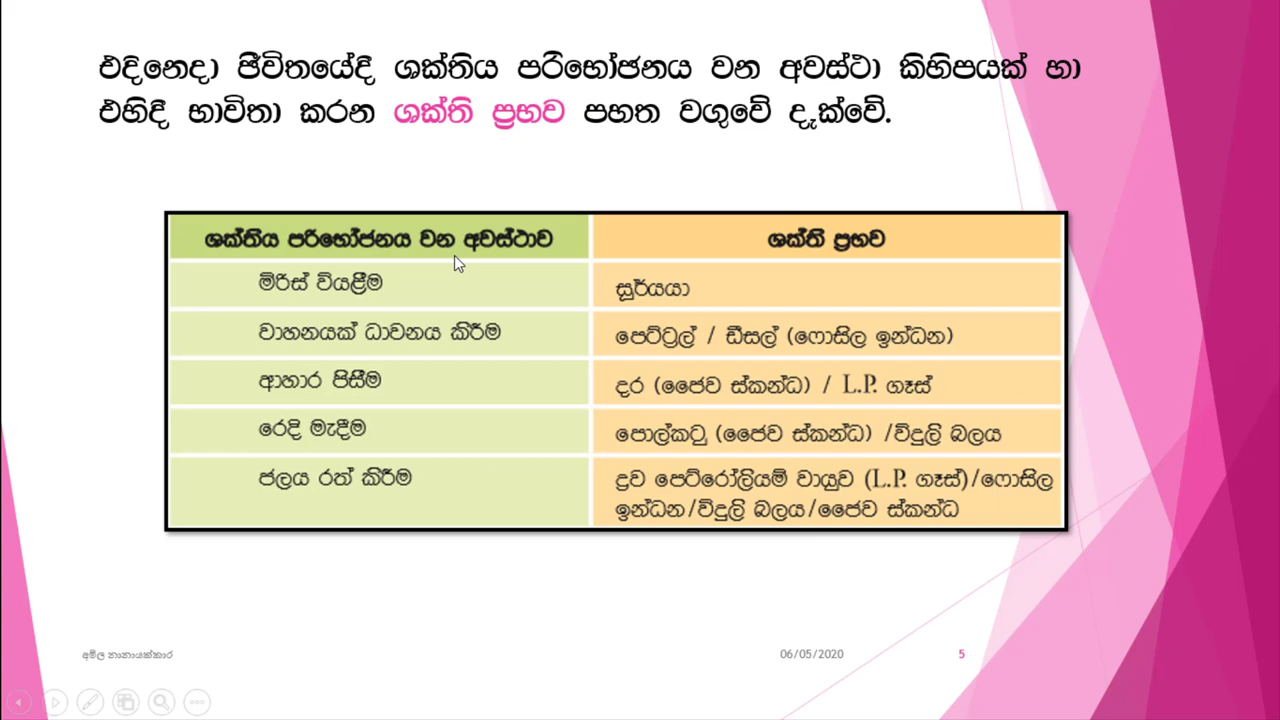 එදිනෙදා ජීවිතයේදී ශක්තිය පරිභෝජනය වන අවස්ථා කිහිපයක් හා
එහිදී භාවිතා කරන ශක්ති ප්‍රභව පහත වගුවේ දැක්වේ.
ශක්තිය පරිභෝජනය වන අවස්ථාව ශක්ති ප්‍රභව
මිරිස් වියළීම සූර්යයා
වාහනයක් ධාවනය කිරීම පෙට්ට්‍රල් / ඩීසල් (ෆොසිල ඉන්ධන)
ආහාර පිසීම දර (ජෛව ස්කන්ධ) / L.P. ගෑස්
රෙදි මැදීම පොල්කටු (ජෛව ස්කන්ධ) /විදුලි බලය
ජලය රත් කිරීම ද්‍රව පෙට්රෝලියම් වායුව (L.P. ගෑස්)/ෆොසිල
ඉන්ධන/විදුලි බලය/ජෛව ස්කන්ධ
අමිල නානායක්කාර 06/05/2020 5